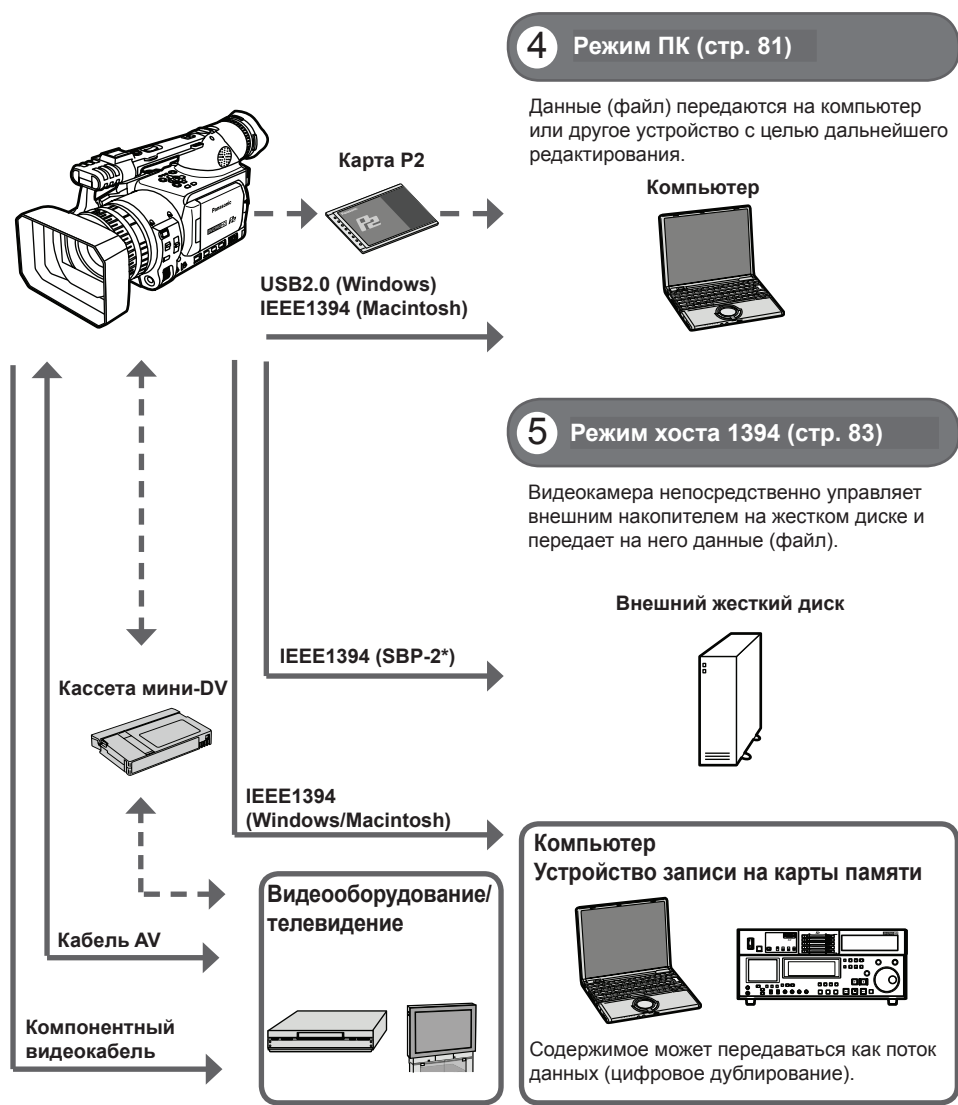 4 Режим ПК (стр. 81)
Данные (файл) передаются на компьютер
или другое устройство с целью дальнейшего
редактирования.
Карта P2
Компьютер
Panasonic
P2
USB2.0 (Windows)
IEEE1394 (Macintosh)
5 Режим хоста 1394 (стр. 83)
Видеокамера непосредственно управляет
внешним накопителем на жестком диске и
передает на него данные (файл).
Внешний жесткий диск
IEEE1394 (SBP-2*)
Кассета мини-DV
IEEE1394
(Windows/Macintosh)
Компьютер
Устройство записи на карты памяти
Видеооборудование/
телевидение
Кабель AV
Компонентный
видеокабель
Содержимое может передаваться как поток
данных (цифровое дублирование).